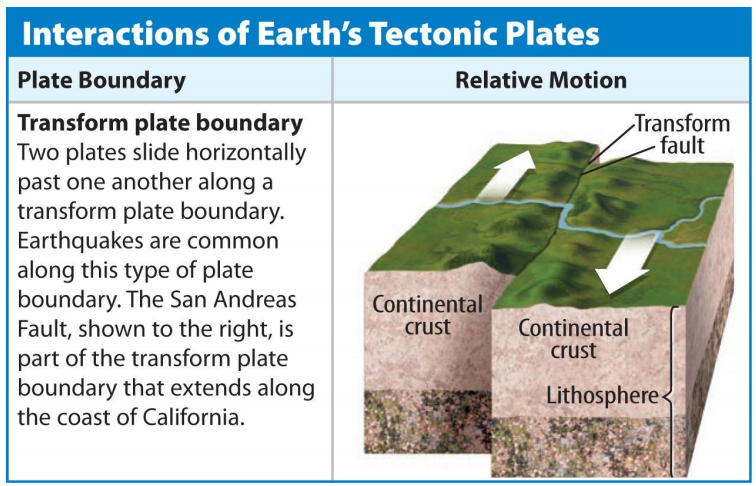 Interactions of Earth's Tectonic Plates
Plate Boundary
Relative Motion
Transform plate boundary
Two plates slide horizontally
past one another along a
transform plate boundary.
Earthquakes are common
along this type of plate
boundary. The San Andreas
Fault, shown to the right, is
part of the transform plate
boundary that extends along
the coast of California.
Transform
fault
Continental
crust
Continental
crust
Lithosphere